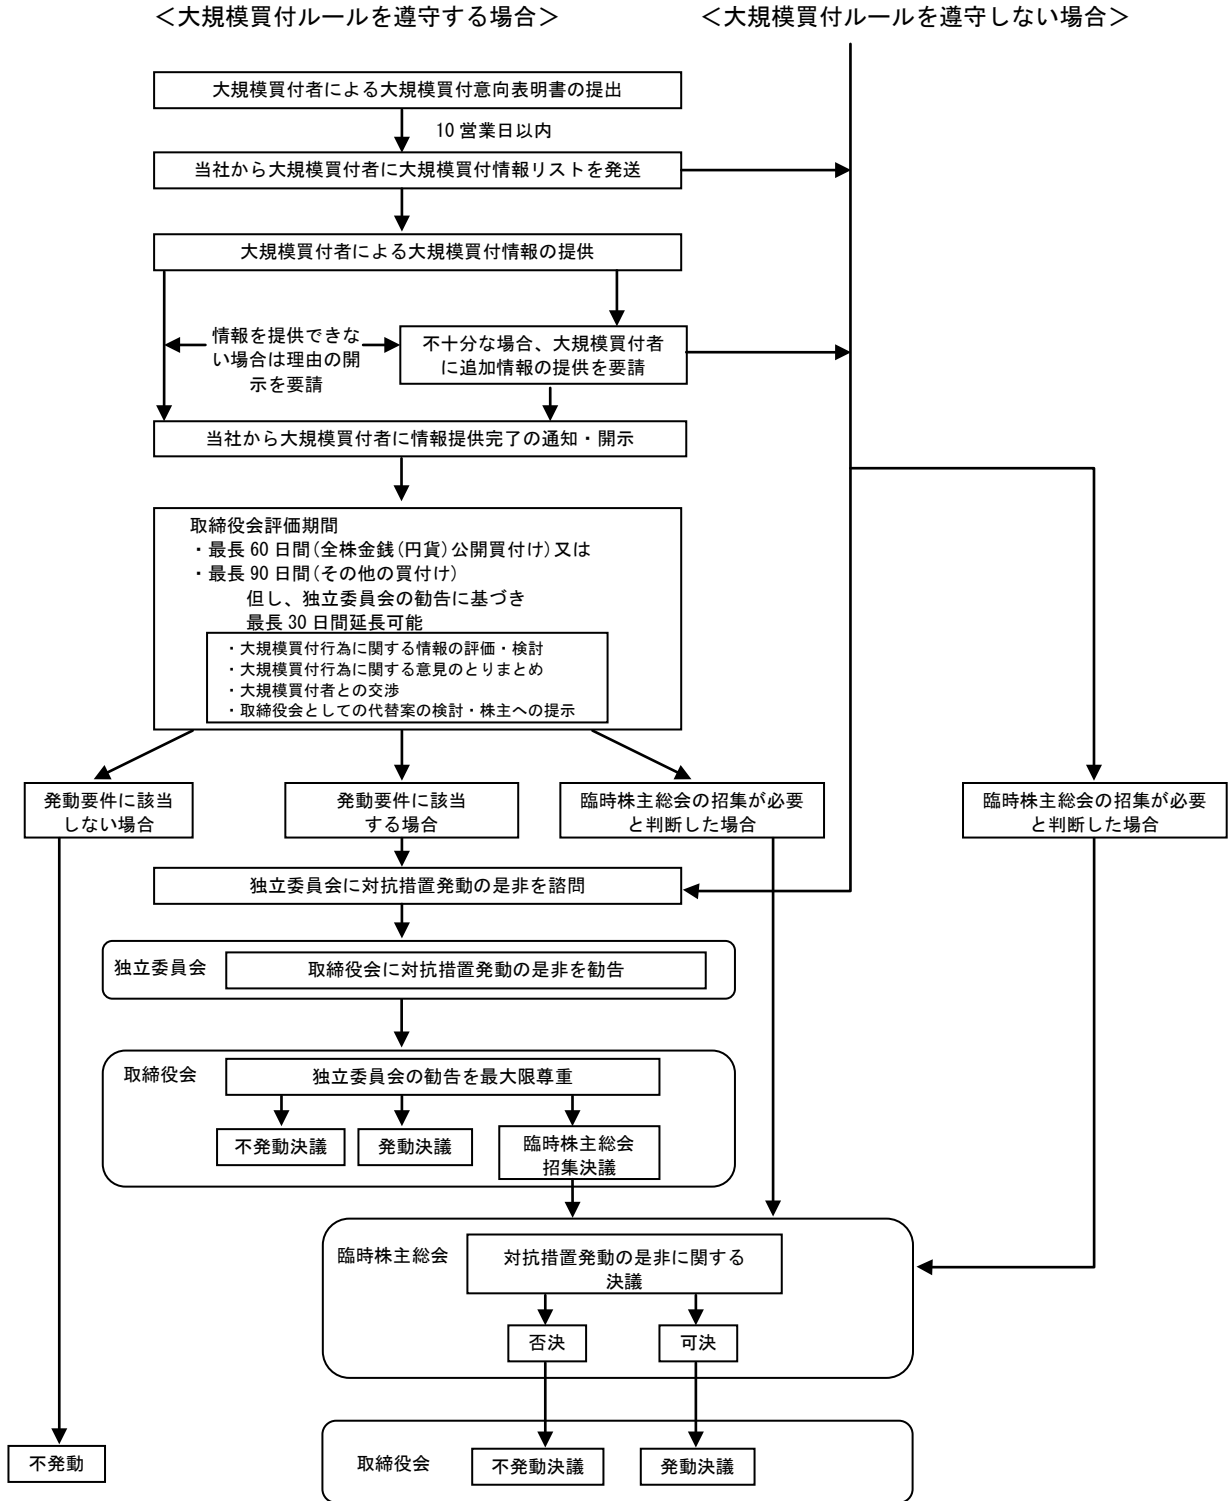 ＜大規模買付ルールを遵守する場合＞
＜大規模買付ルールを遵守しない場合＞
大規模買付者による大規模買付意向表明書の提出
10 営業日以内
当社から大規模買付者に大規模買付情報リストを発送
大規模買付者による大規模買付情報の提供
情報を提供できな
い場合は理由の開
示を要請
不十分な場合、大規模買付者
に追加情報の提供を要請
当社から大規模買付者に情報提供完了の通知・開示
取締役会評価期間
・最長 60 日間(全株金銭(円貨)公開買付け)又は
・最長 90 日間(その他の買付け)
但し、独立委員会の勧告に基づき
最長 30 日間延長可能
・大規模買付行為に関する情報の評価・検討
・大規模買付行為に関する意見のとりまとめ
・大規模買付者との交渉
・取締役会としての代替案の検討・株主への提示
発動要件に該当
しない場合
発動要件に該当
する場合
臨時株主総会の招集が必要
と判断した場合
臨時株主総会の招集が必要
と判断した場合
独立委員会に対抗措置発動の是非を諮問
独立委員会
取締役会に対抗措置発動の是非を勧告
取締役会
独立委員会の勧告を最大限尊重
不発動決議
発動決議
臨時株主総会
招集決議
臨時株主総会
対抗措置発動の是非に関する
決議
否決
可決
不発動
取締役会
不発動決議
発動決議